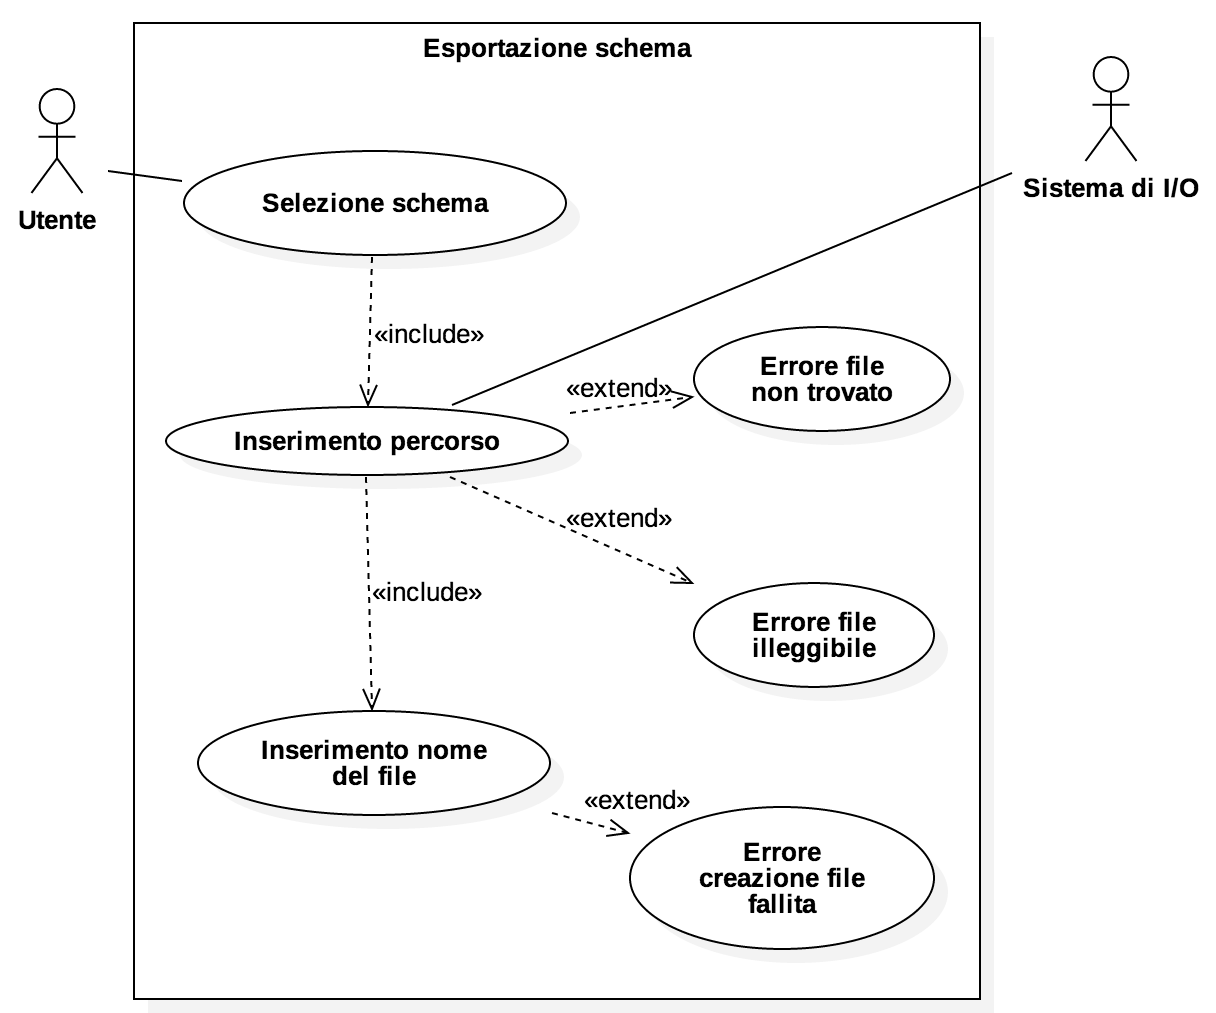 Esportazione schema
Utente
Sistema di I/O
Selezione schema
«include»
Errore file
non trovato
«extend»
Inserimento percorso
«extend»
«include»
Errore file
illeggibile
Inserimento nome
del file
«extend»
Errore
creazione file
fallita